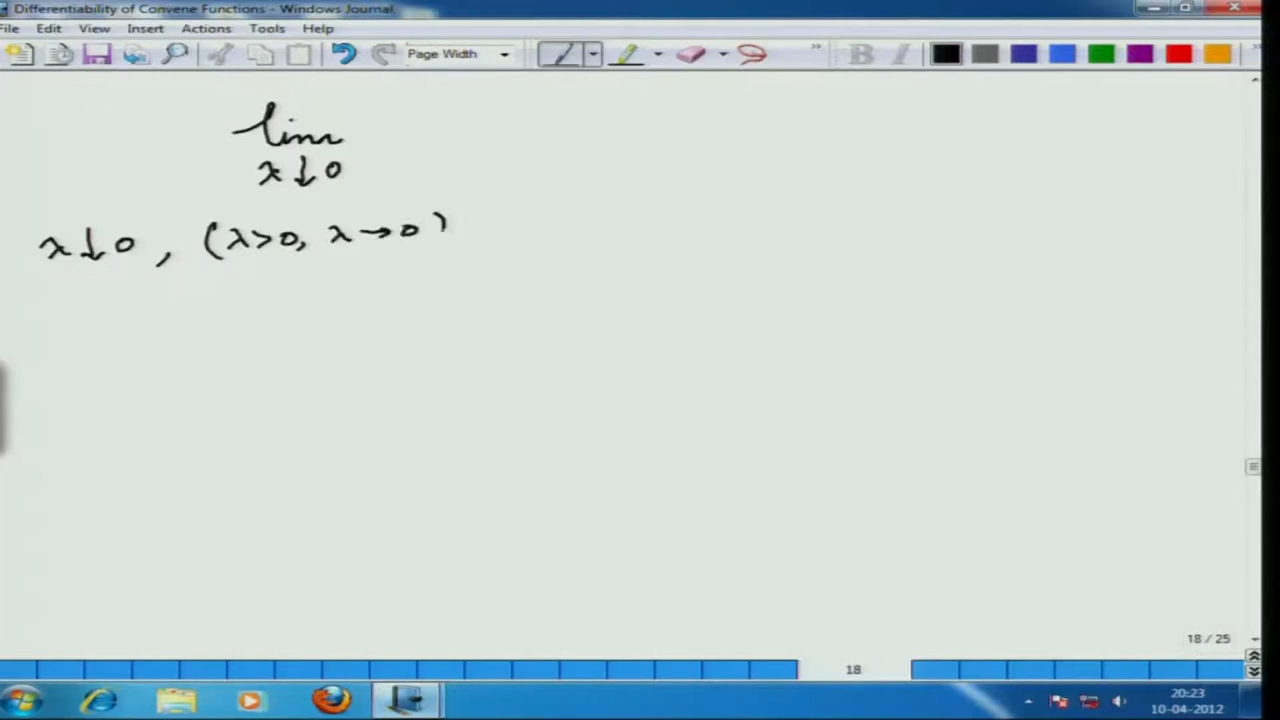 Differentiability of Convene Functions - Windows Journal
File Edit View Insert Actions Tools Help
Page Width
B I
lim
λ↓0
λ↓0, (λ>0, λ→0)
18 / 25
18
20:23
10-04-2012